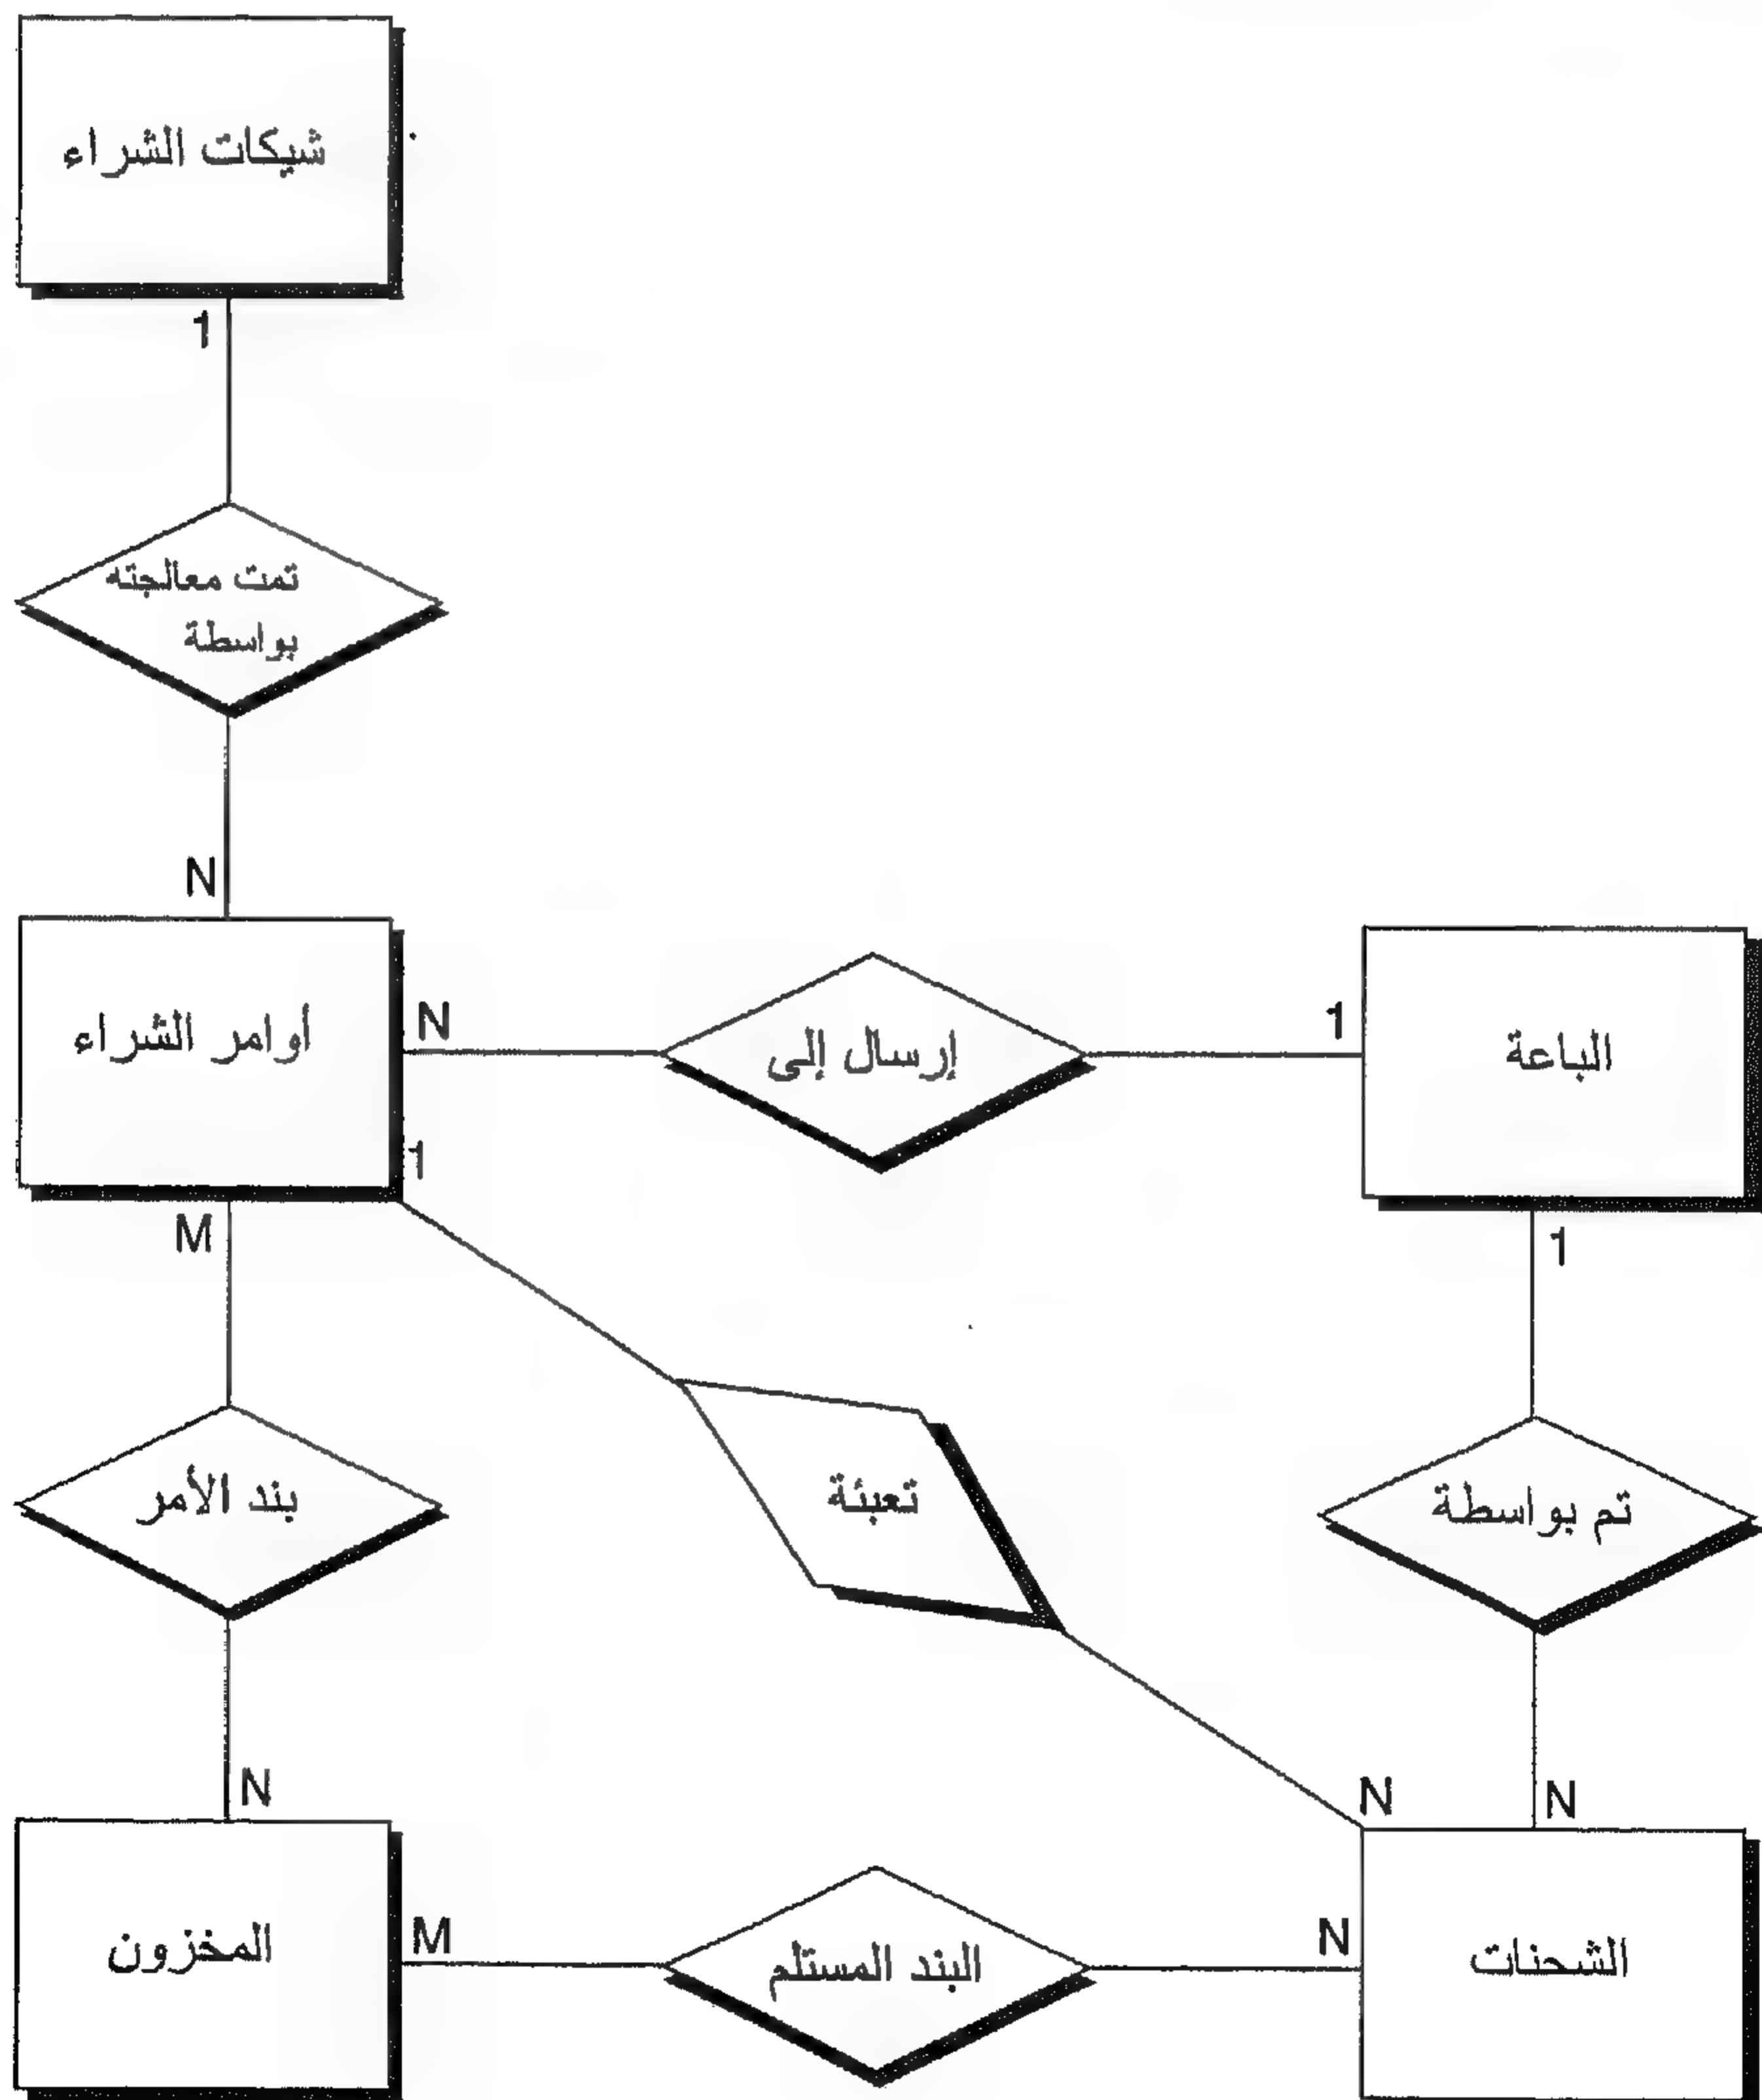 شيكات الشراء
1
تمت معالجته
بواسطة
N
أوامر الشراء
N
إرسال إلى
1
الباعة
1
M
1
بند الأمر
تعبئة
تم بواسطة
N
N
N
المخزون
M
البند المستلم
N
الشحنات